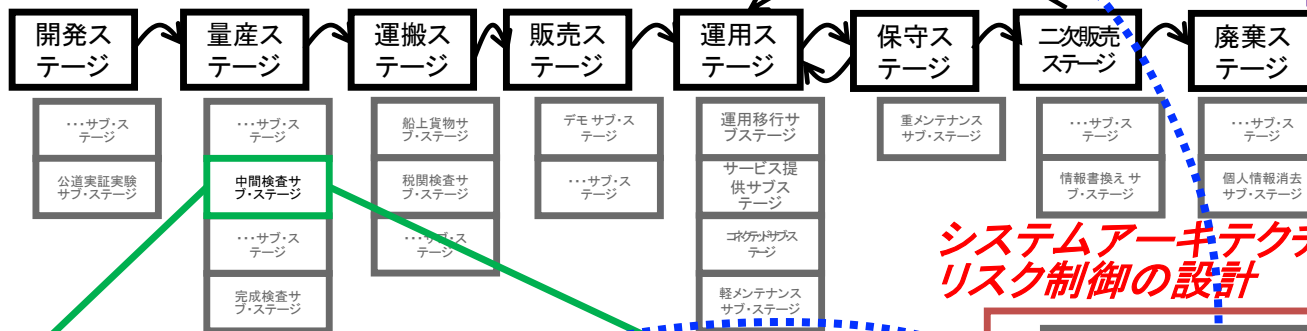 開発ス
テージ
量産ス
テージ
運搬ス
テージ
販売ス
テージ
運用ス
テージ
保守ス
テージ
二次販売
ステージ
廃棄ス
テージ
・・・サブ・ス
テージ
公道実証実験
サブ・ステージ
・・・サブ・ス
テージ
中間検査サ
ブ・ステージ
・・・サブ・ス
テージ
完成検査サ
ブ・ステージ
船上貨物サ
ブ・ステージ
税関検査サ
ブ・ステージ
・・・サブ・ス
テージ
デモ サブ・ス
テージ
・・・サブ・ス
テージ
運用移行サ
ブステージ
サービス提
供サブス
テージ
コネクテッドサブス
テージ
軽メンテナンス
サブ・ステージ
重メンテナンス
サブ・ステージ
・・・サブ・ス
テージ
情報書換え サ
ブ・ステージ
・・・サブ・ス
テージ
個人情報消去
サブ・ステージ
システムアーキテクチ
リスク制御の設計